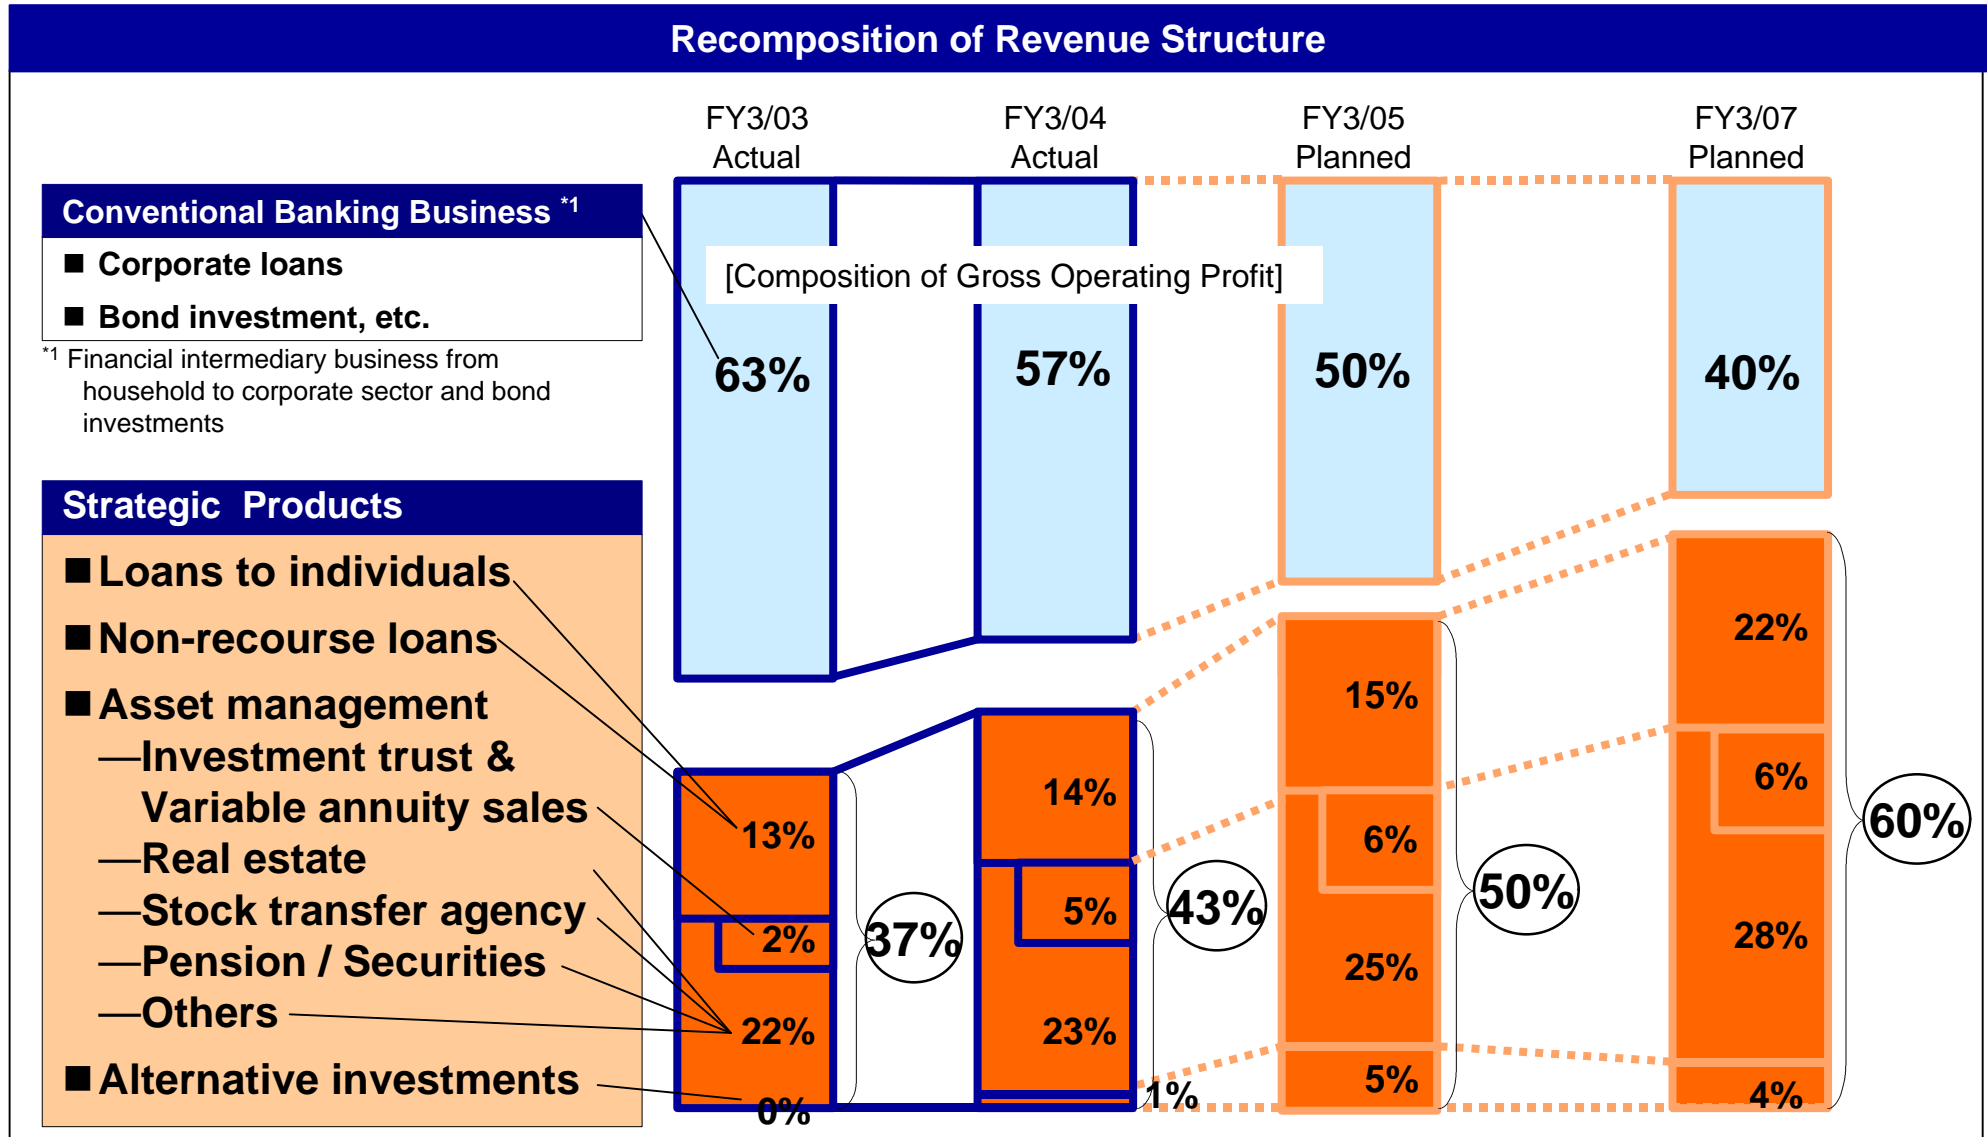 Recomposition of Revenue Structure
FY3/03
Actual
FY3/04
Actual
FY3/05
Planned
FY3/07
Planned
Conventional Banking Business *1
■ Corporate loans
■ Bond investment, etc.
*1 Financial intermediary business from
household to corporate sector and bond
investments
[Composition of Gross Operating Profit]
63%
57%
50%
40%
Strategic Products
■ Loans to individuals
■ Non-recourse loans
■ Asset management
—Investment trust &
Variable annuity sales
—Real estate
—Stock transfer agency
—Pension / Securities
—Others
■ Alternative investments
13%
2%
22%
0%
37%
14%
5%
23%
1%
43%
15%
6%
25%
5%
50%
22%
6%
28%
4%
60%